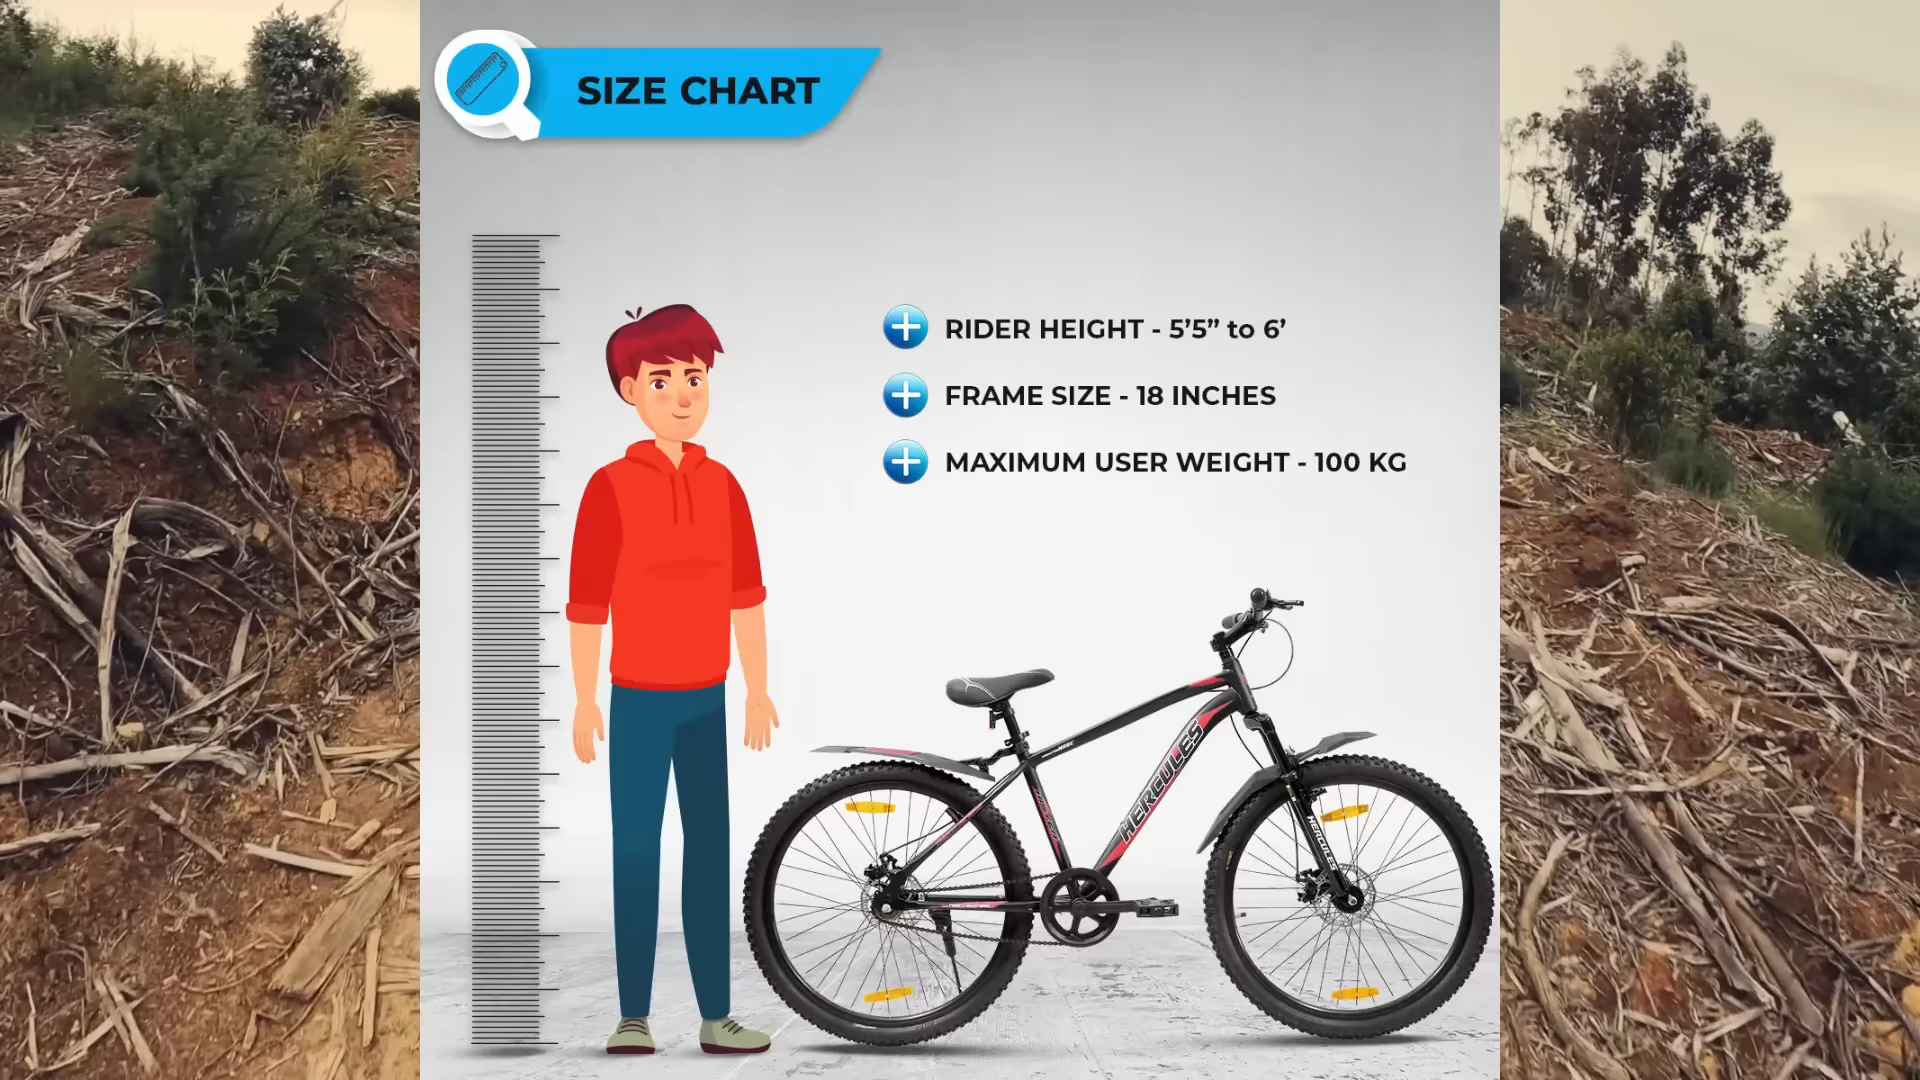 SIZE CHART
RIDER HEIGHT - 5’5” to 6’
FRAME SIZE - 18 INCHES
MAXIMUM USER WEIGHT - 100 KG
HERCULES
HERCULES